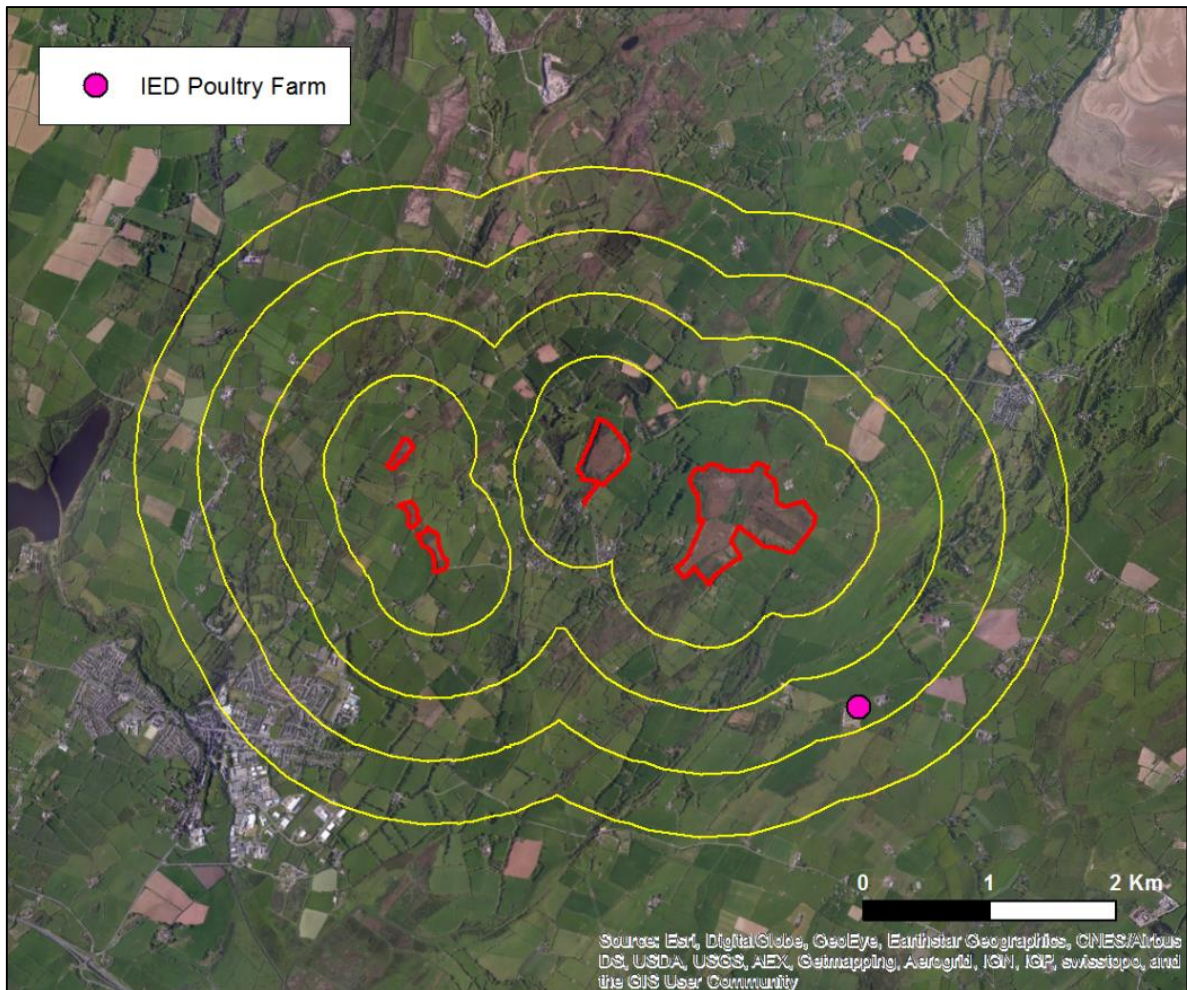 IED Poultry Farm
0 1 2 Km
Source: Esri, DigitalGlobe, GeoEye, Earthstar Geographics, CNES/Airbus
DS, USDA, USGS, AEX, Getmapping, Aerogrid, IGN, IGP, swisstopo, and
the GIS User Community